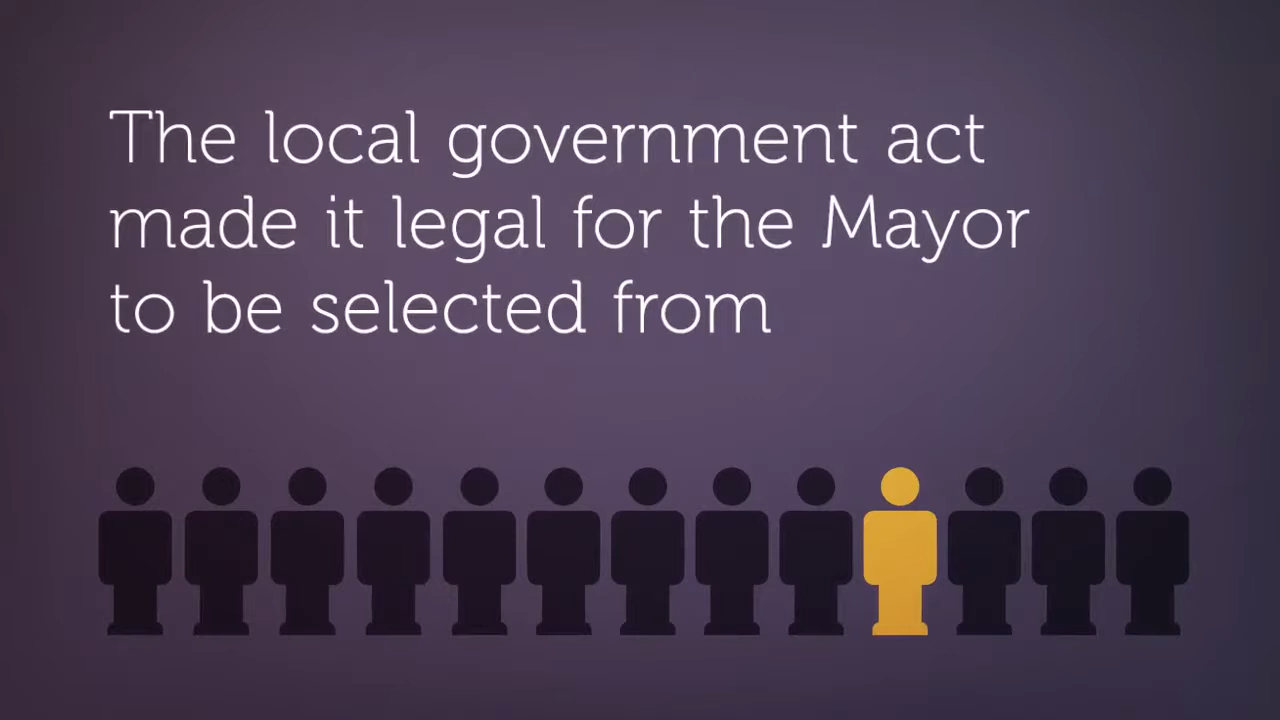 The local government act
made it legal for the Mayor
to be selected from